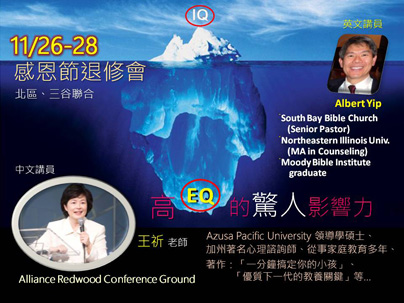 IQ
11/26-28
感恩節退修會
北區、三谷聯合
英文講員
Albert Yip
*South Bay Bible Church
(Senior Pastor)
*Northeastern Illinois Univ.
(MA in Counseling)
*Moody Bible Institute
graduate
中文講員
高 EQ 的驚人影響力
王祈 老師
Azusa Pacific University 領導學碩士、
加州著名心理諮詢師、從事家庭教育多年、
著作：「一分鐘搞定你的小孩」、
「優質下一代的教養關鍵」等...
Alliance Redwood Conference Ground